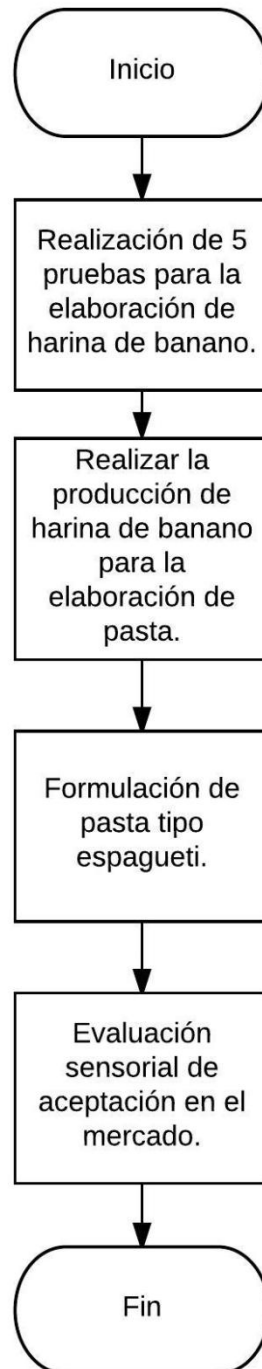 Inicio
Realización de 5
pruebas para la
elaboración de
harina de banano.
Realizar la
producción de
harina de banano
para la
elaboración de
pasta.
Formulación de
pasta tipo
espagueti.
Evaluación
sensorial de
aceptación en el
mercado.
Fin